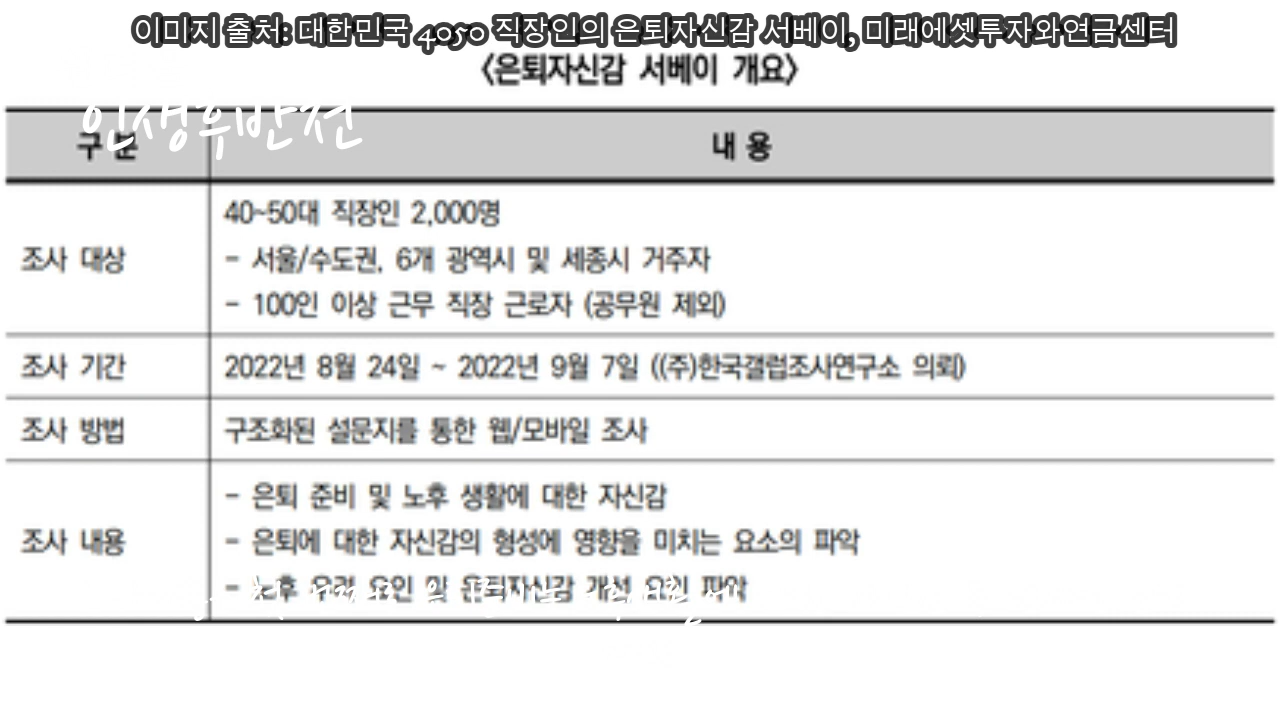 이미지 출처: 대한민국 4050 직장인의 은퇴자신감 서베이, 미래에셋투자와연금센터
<은퇴자신감 서베이 개요>
인생후반전
구 분 내 용
조사 대상
40~50대 직장인 2,000명
- 서울/수도권, 6개 광역시 및 세종시 거주자
- 100인 이상 근무 직장 근로자 (공무원 제외)
조사 기간 2022년 8월 24일 ~ 2022년 9월 7일 ((주)한국갤럽조사연구소 의뢰)
조사 방법 구조화된 설문지를 통한 웹/모바일 조사
조사 내용
- 은퇴 준비 및 노후 생활에 대한 자신감
- 은퇴에 대한 자신감의 형성에 영향을 미치는 요소의 파악
- 노후 우려 요인 및 은퇴자신감 개선 요인 파악